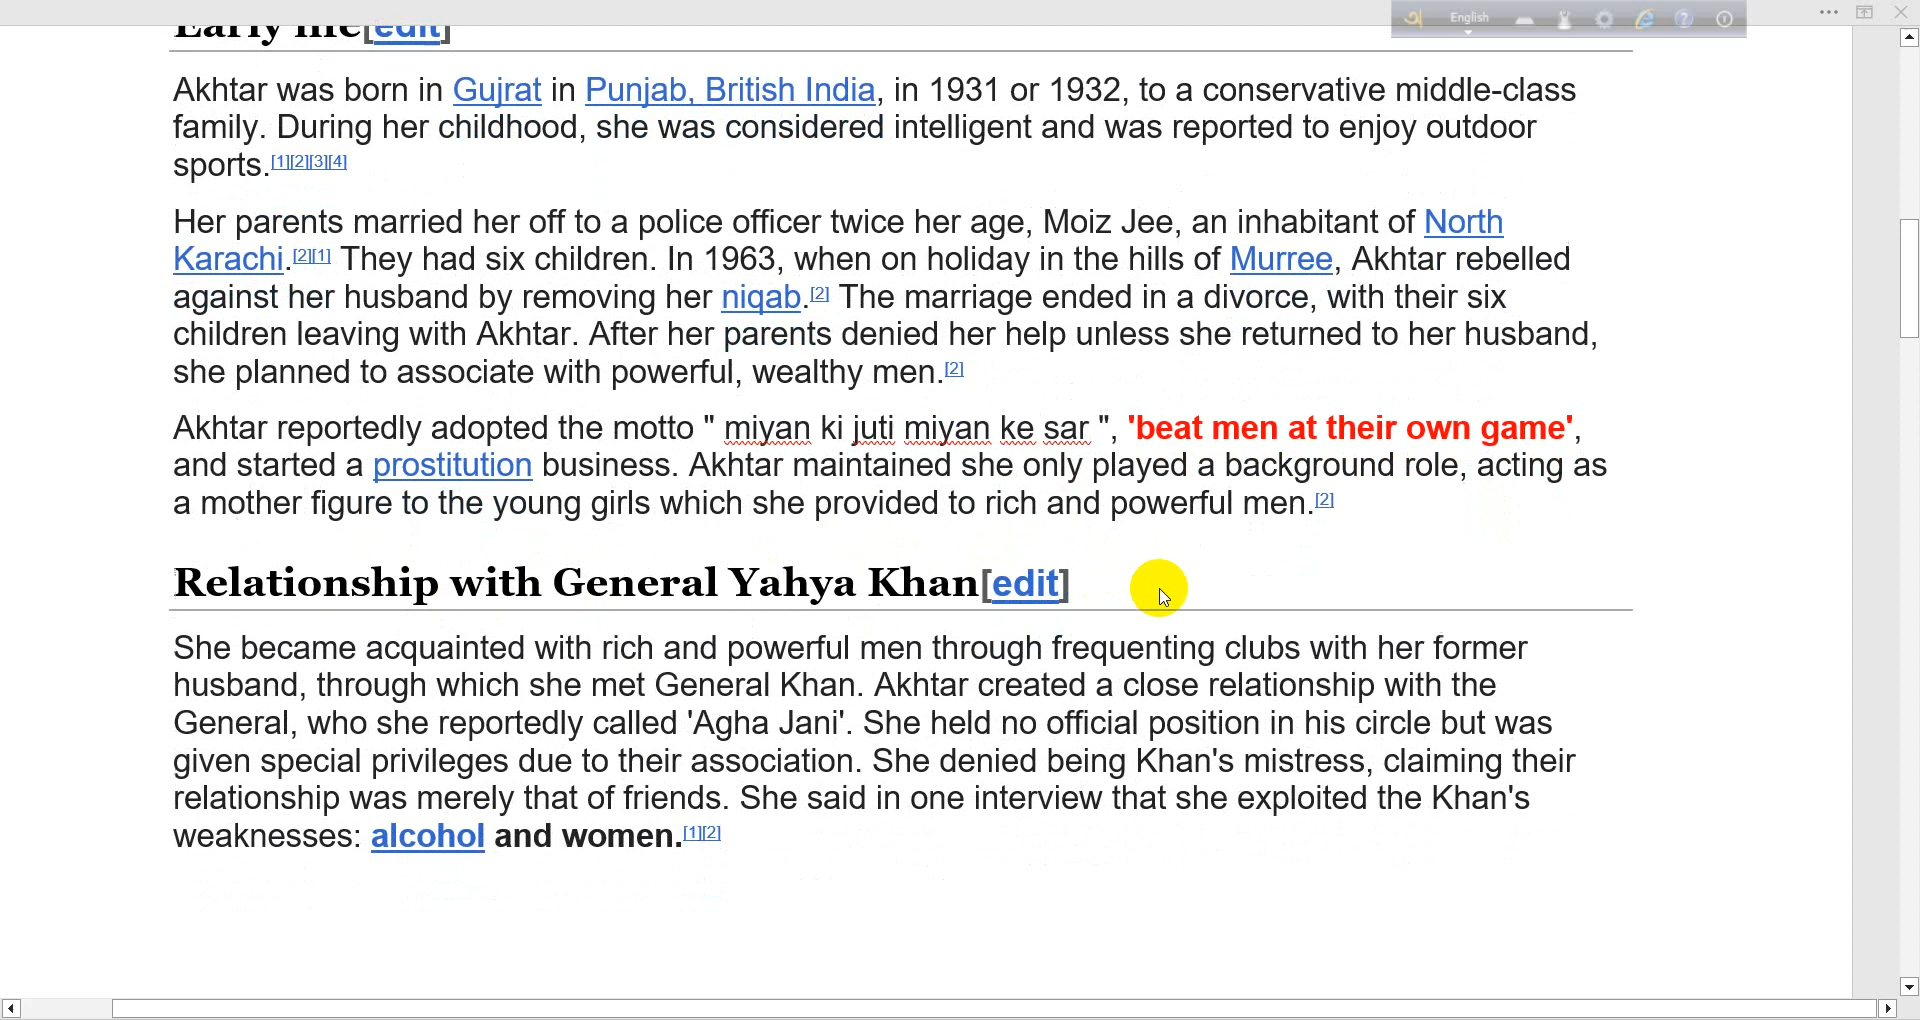 Early life[edit]
English
Akhtar was born in Gujrat in Punjab, British India, in 1931 or 1932, to a conservative middle-class
family. During her childhood, she was considered intelligent and was reported to enjoy outdoor
sports.[1][2][3][4]
Her parents married her off to a police officer twice her age, Moiz Jee, an inhabitant of North
Karachi.[2][1] They had six children. In 1963, when on holiday in the hills of Murree, Akhtar rebelled
against her husband by removing her niqab.[2] The marriage ended in a divorce, with their six
children leaving with Akhtar. After her parents denied her help unless she returned to her husband,
she planned to associate with powerful, wealthy men.[2]
Akhtar reportedly adopted the motto " miyan ki juti miyan ke sar ", 'beat men at their own game',
and started a prostitution business. Akhtar maintained she only played a background role, acting as
a mother figure to the young girls which she provided to rich and powerful men.[2]
Relationship with General Yahya Khan[edit]
She became acquainted with rich and powerful men through frequenting clubs with her former
husband, through which she met General Khan. Akhtar created a close relationship with the
General, who she reportedly called 'Agha Jani'. She held no official position in his circle but was
given special privileges due to their association. She denied being Khan's mistress, claiming their
relationship was merely that of friends. She said in one interview that she exploited the Khan's
weaknesses: alcohol and women.[1][2]